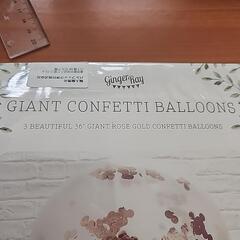 Ginger Ray
GIANT CONFETTI BALLOONS
3 BEAUTIFUL 36" GIANT ROSE GOLD CONFETTI BALLOONS